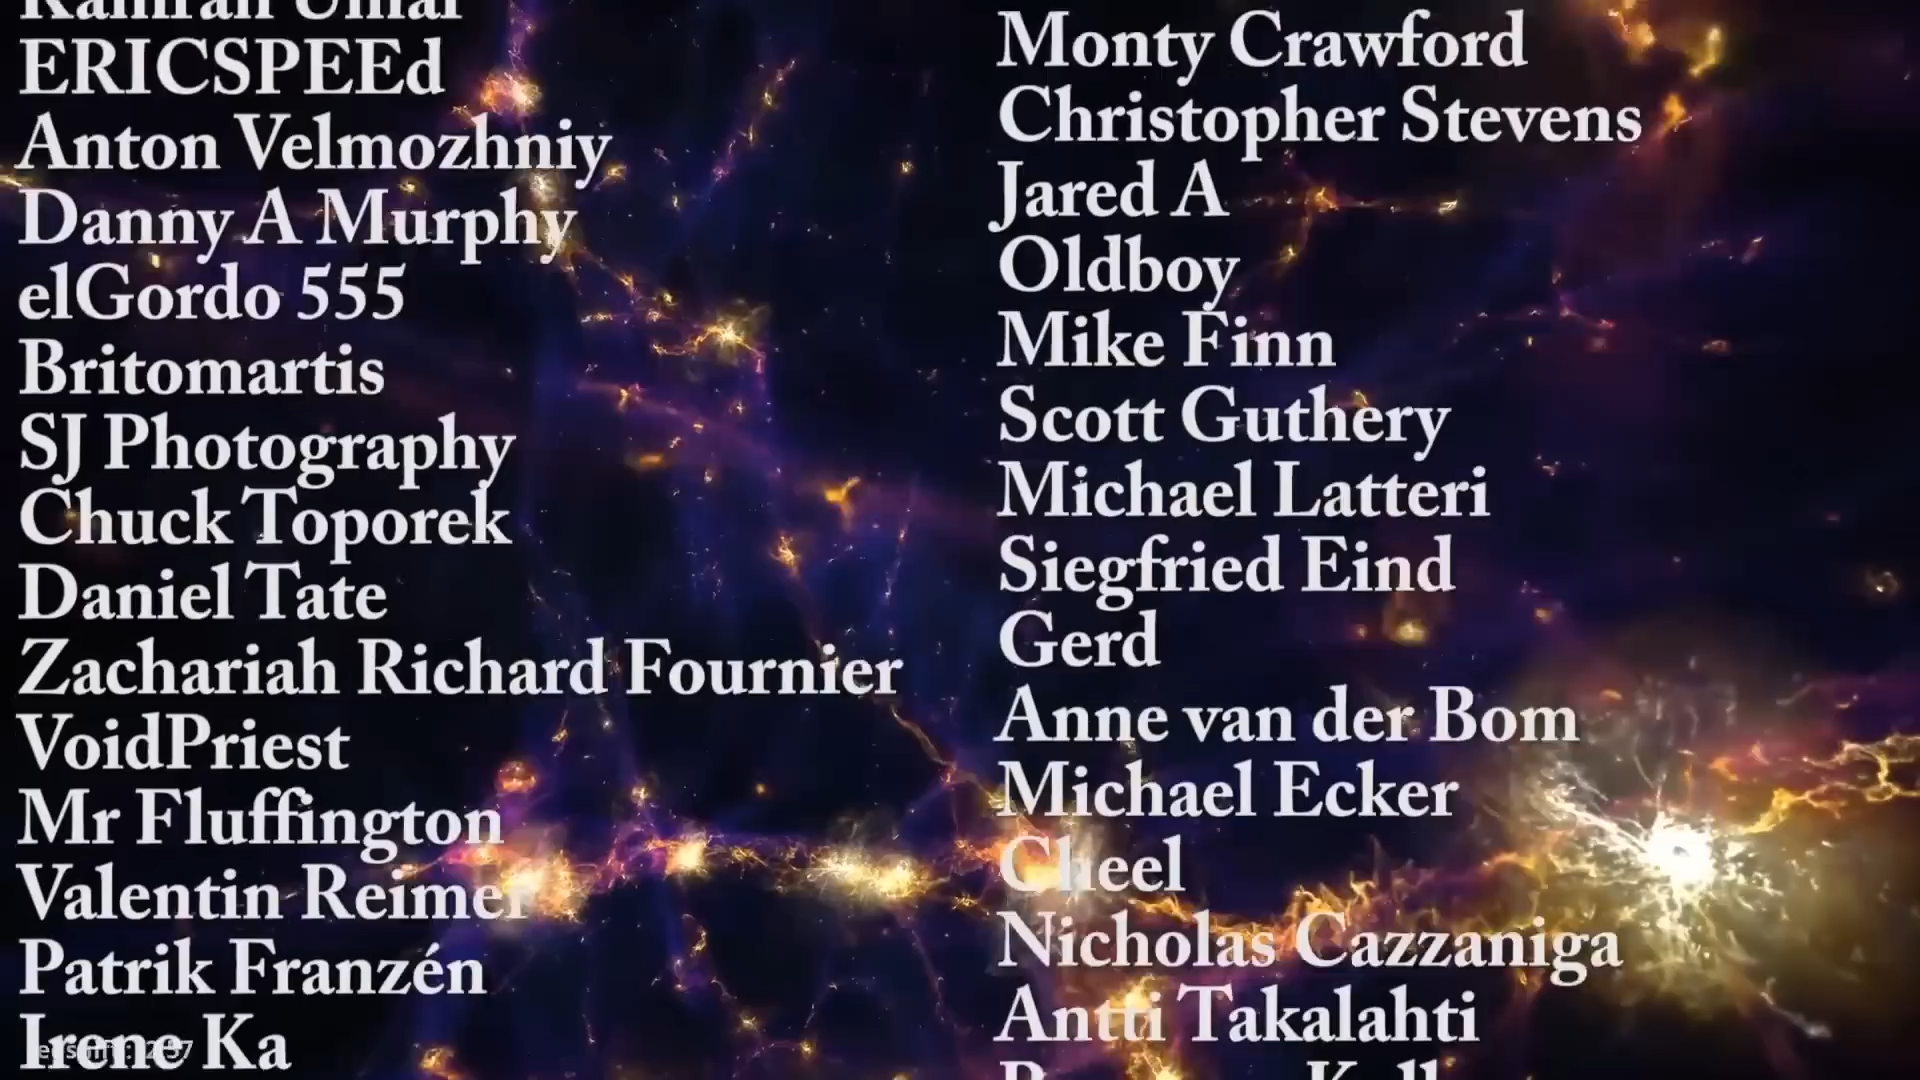 ERICSPEEd
Anton Velmozhniy
Danny A Murphy
elGordo 555
Britomartis
SJ Photography
Chuck Toporek
Daniel Tate
Zachariah Richard Fournier
VoidPriest
Mr Fluffington
Valentin Reimer
Patrik Franzén
Irene Ka
Monty Crawford
Christopher Stevens
Jared A
Oldboy
Mike Finn
Scott Guthery
Michael Latteri
Siegfried Eind
Gerd
Anne van der Bom
Michael Ecker
Cheel
Nicholas Cazzaniga
Antti Takalahti